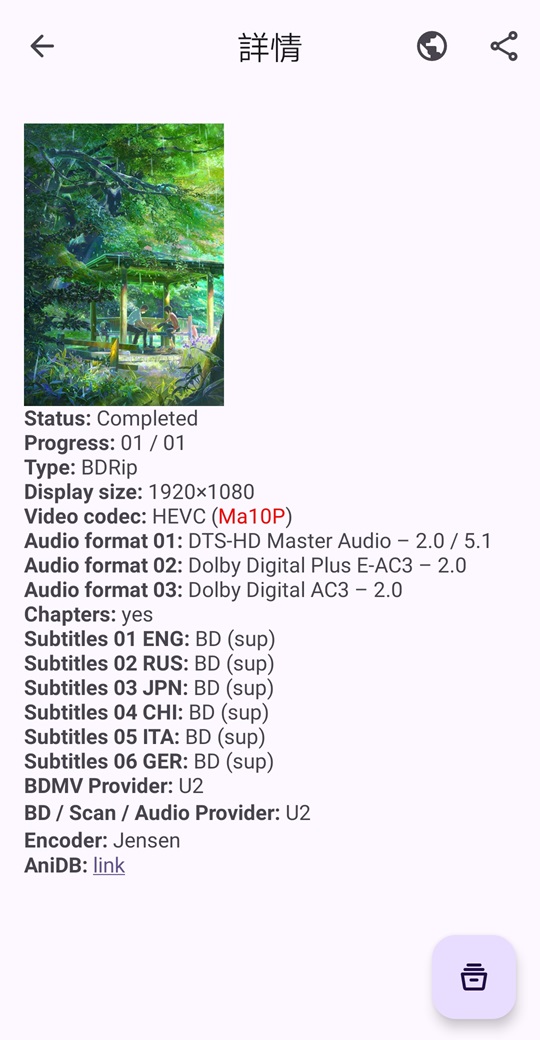 詳情
Status: Completed
Progress: 01 / 01
Type: BDRip
Display size: 1920×1080
Video codec: HEVC (Ma10P)
Audio format 01: DTS-HD Master Audio – 2.0 / 5.1
Audio format 02: Dolby Digital Plus E-AC3 – 2.0
Audio format 03: Dolby Digital AC3 – 2.0
Chapters: yes
Subtitles 01 ENG: BD (sup)
Subtitles 02 RUS: BD (sup)
Subtitles 03 JPN: BD (sup)
Subtitles 04 CHI: BD (sup)
Subtitles 05 ITA: BD (sup)
Subtitles 06 GER: BD (sup)
BDMV Provider: U2
BD / Scan / Audio Provider: U2
Encoder: Jensen
AniDB: link